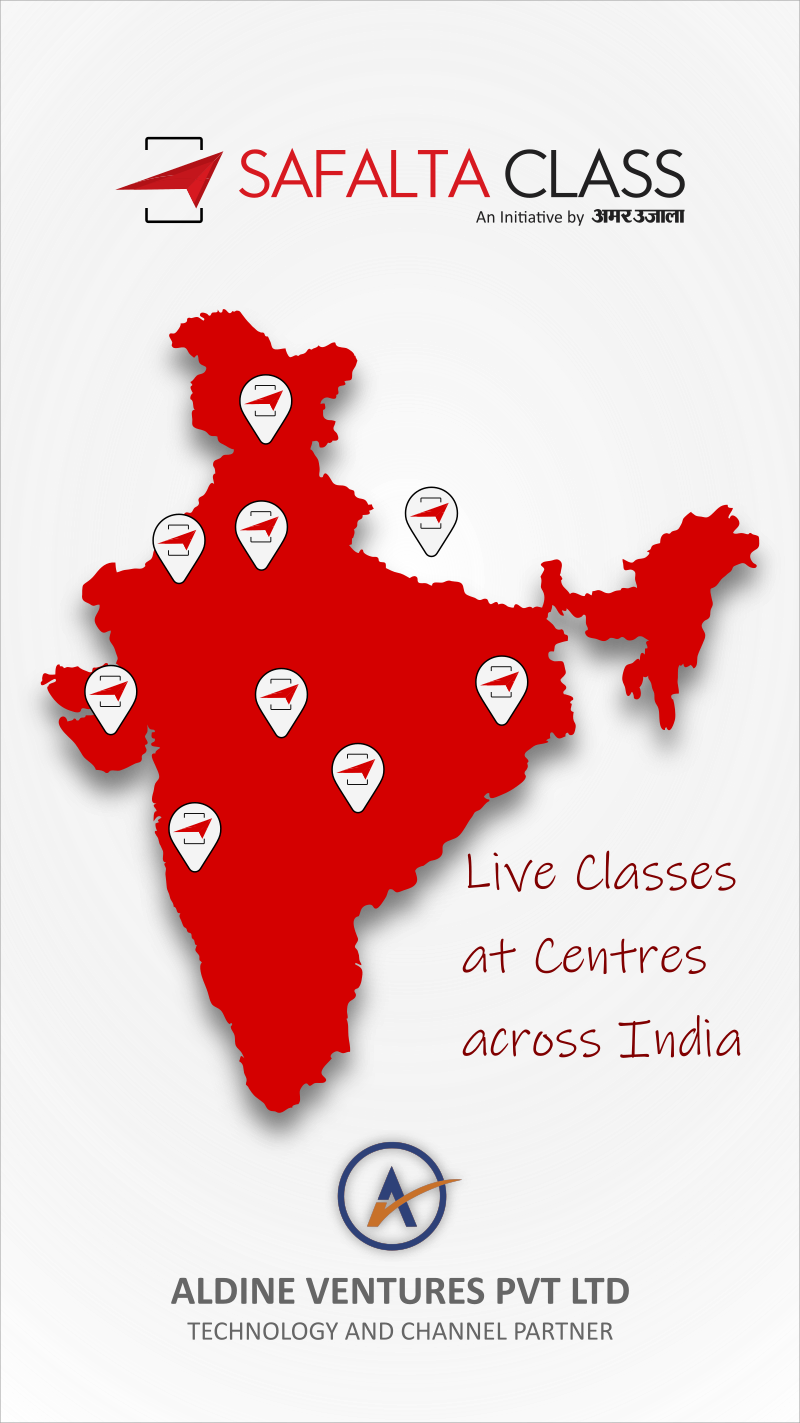 SAFALTA CLASS
An Initiative by अमर उजाला
Live Classes
at Centres
across India
ALDINE VENTURES PVT LTD
TECHNOLOGY AND CHANNEL PARTNER